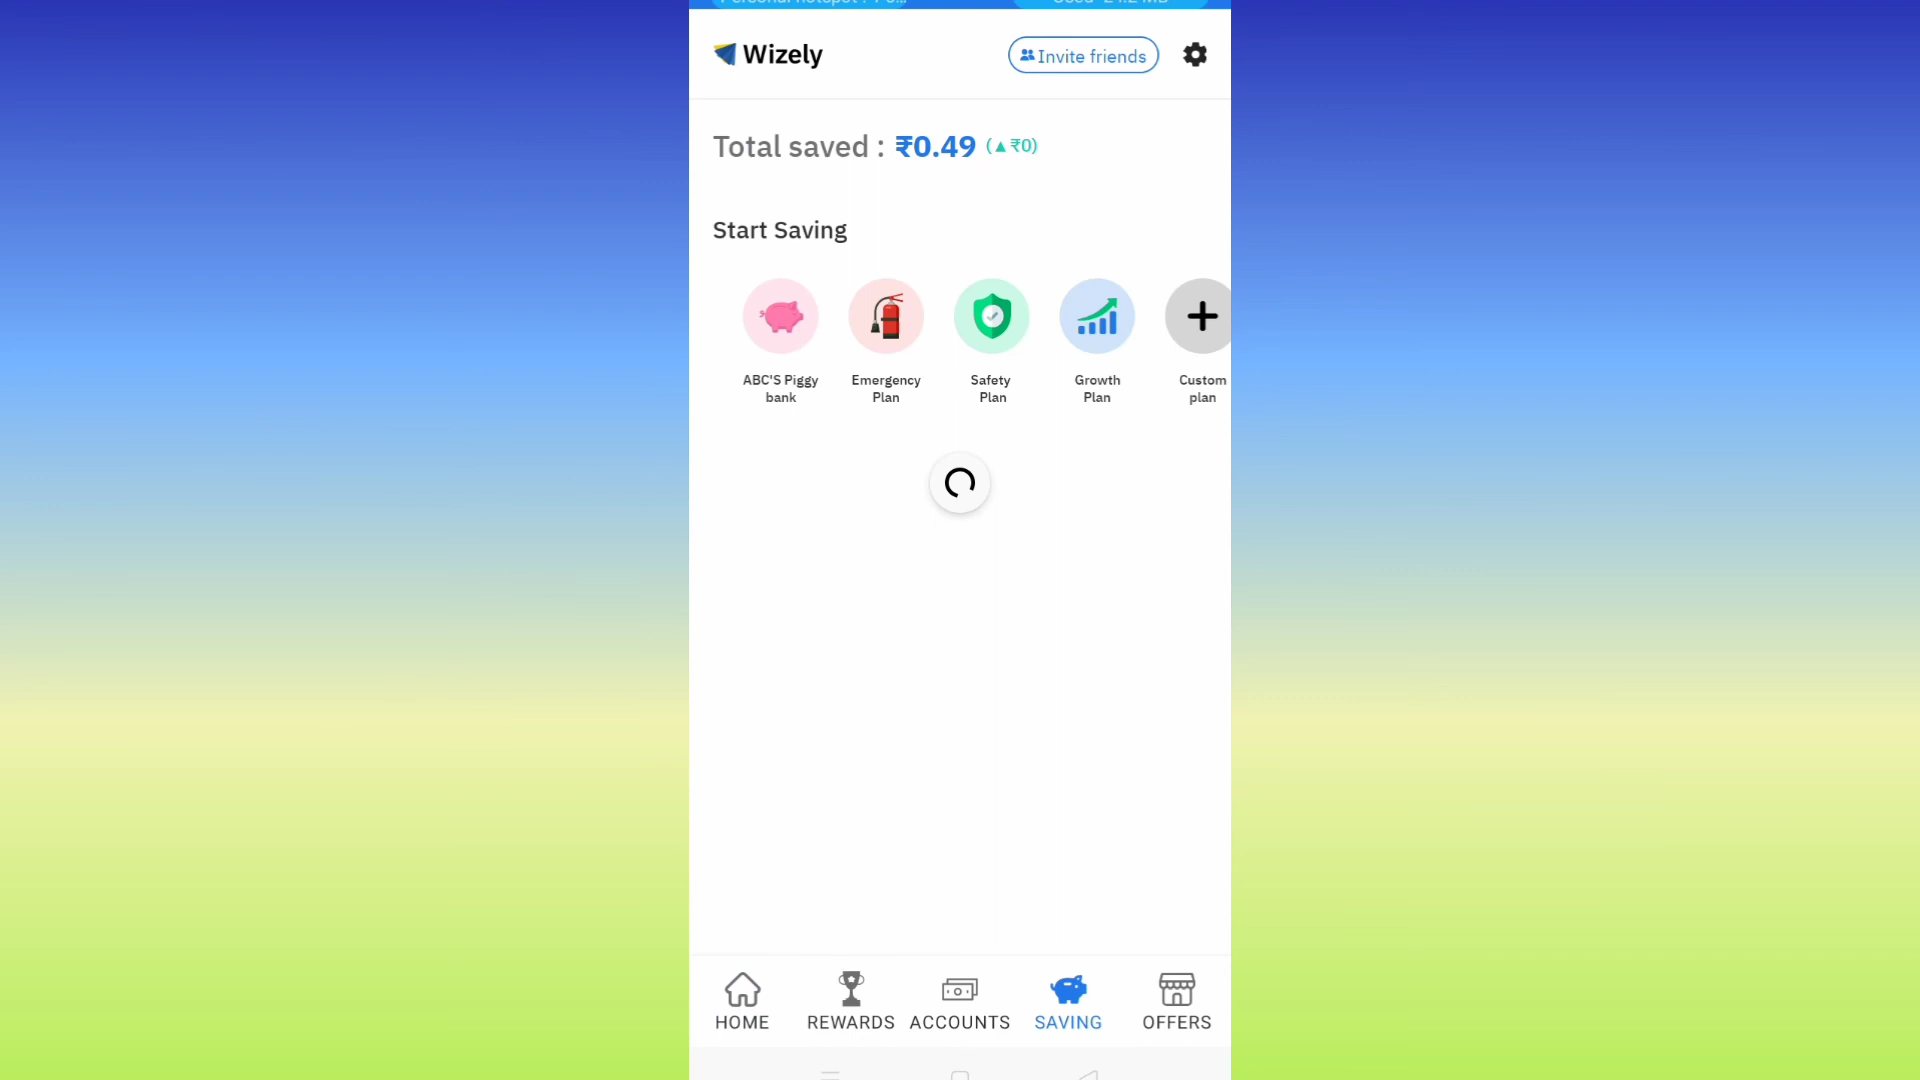 Wizely
Invite friends
Total saved : ₹0.49 (▲₹0)
Start Saving
ABC'S Piggy bank
Emergency Plan
Safety Plan
Growth Plan
Custom plan
HOME
REWARDS
ACCOUNTS
SAVING
OFFERS